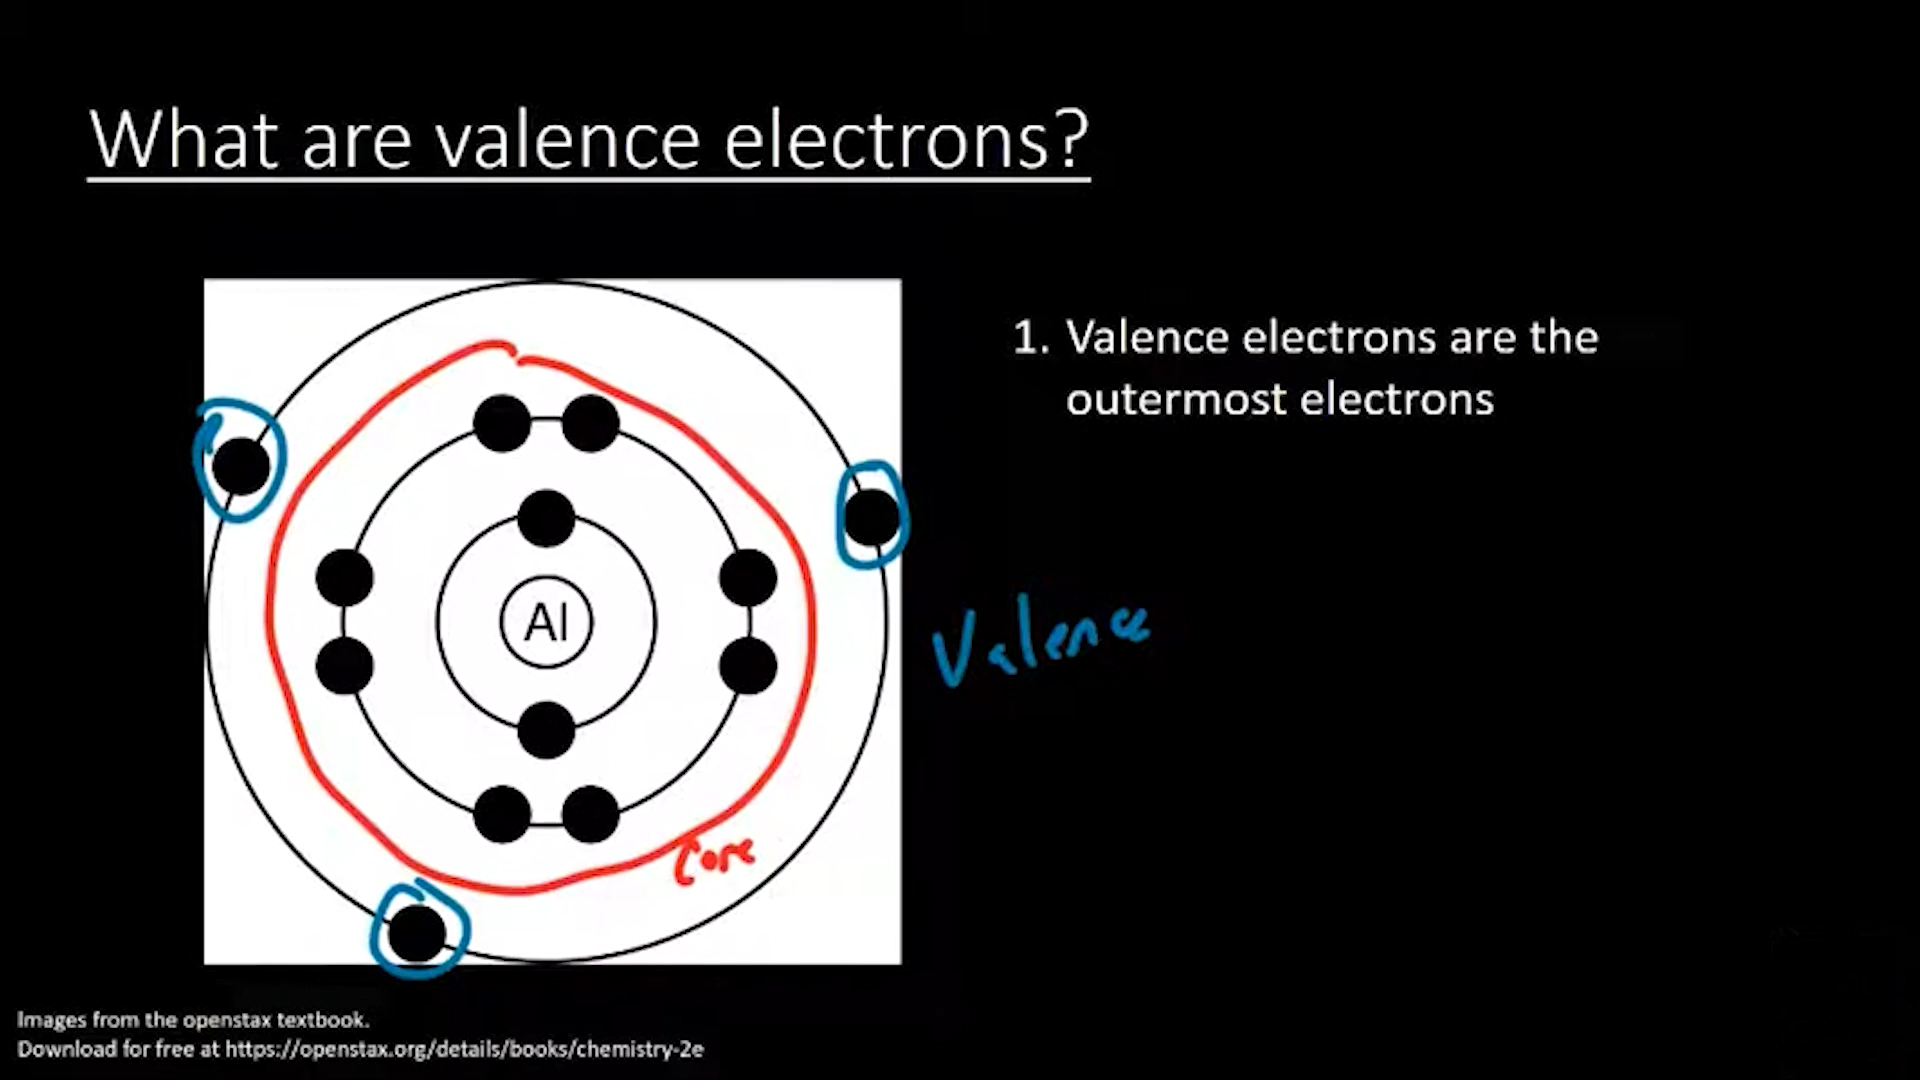 What are valence electrons?
1. Valence electrons are the
outermost electrons
Al
Valence
Core
Images from the openstax textbook.
Download for free at https://openstax.org/details/books/chemistry-2e